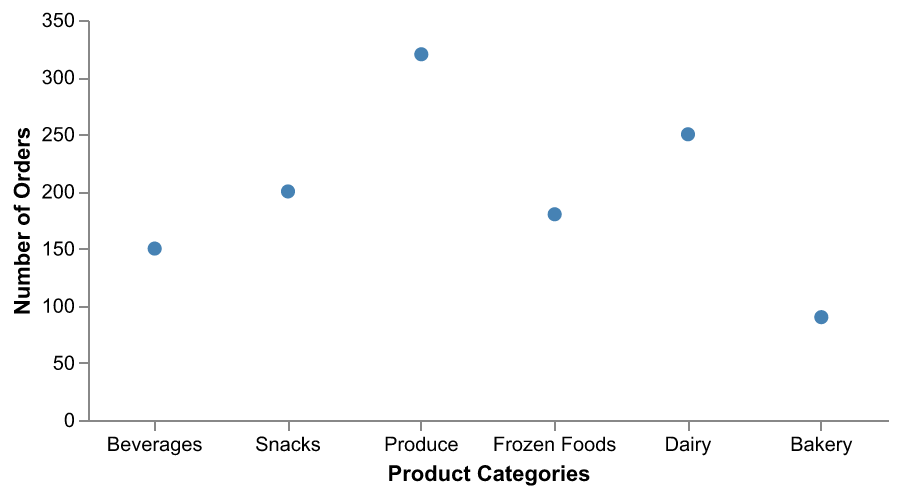 350
300
250
200
150
100
50
0
Number of Orders
Beverages Snacks Produce Frozen Foods Dairy Bakery
Product Categories